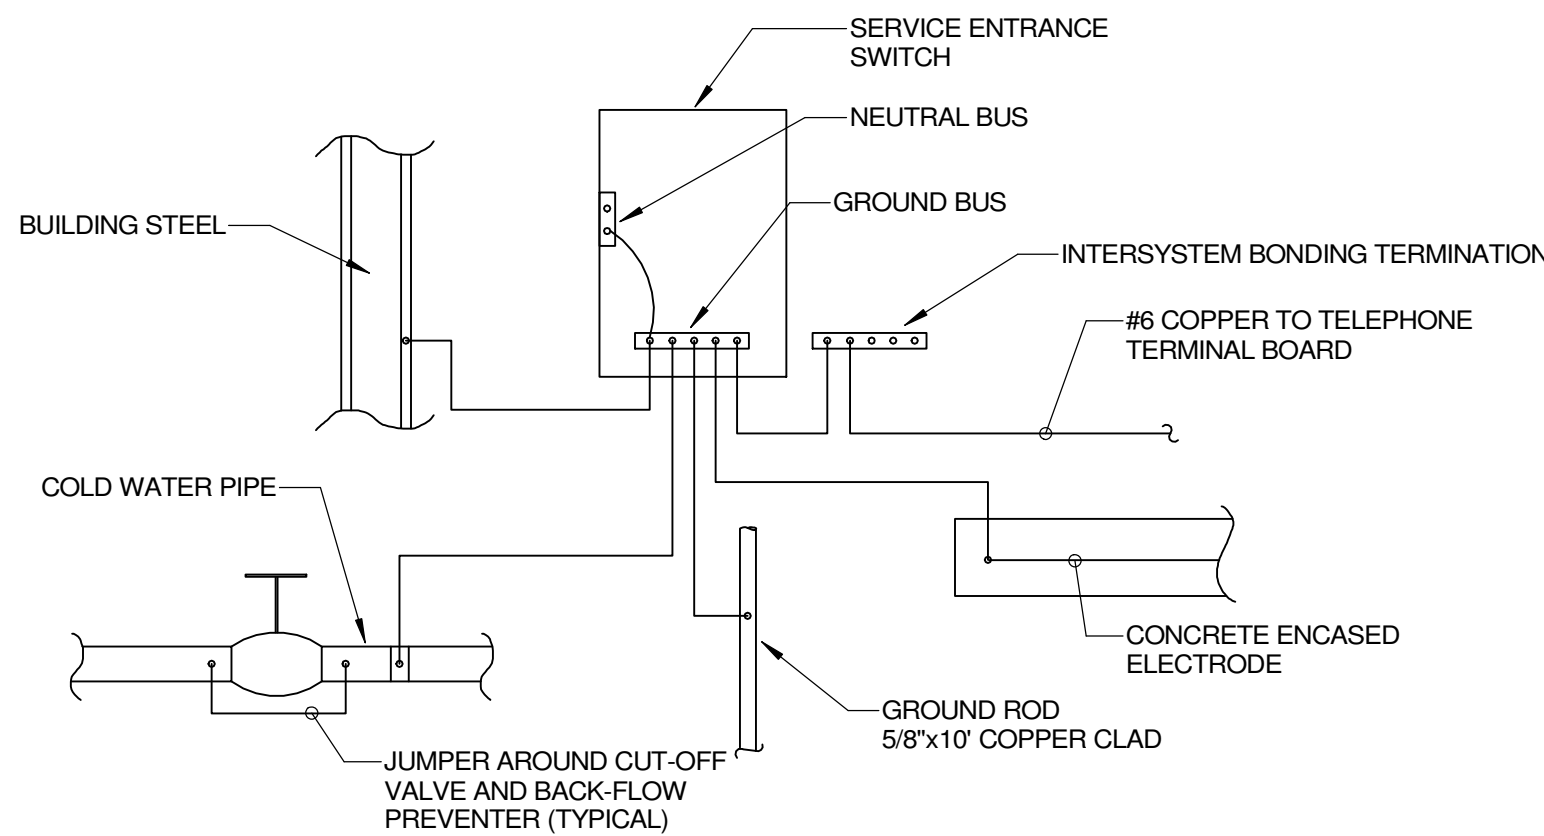 SERVICE ENTRANCE
SWITCH
NEUTRAL BUS
GROUND BUS
BUILDING STEEL
INTERSYSTEM BONDING TERMINATION
#6 COPPER TO TELEPHONE
TERMINAL BOARD
COLD WATER PIPE
CONCRETE ENCASED
ELECTRODE
GROUND ROD
5/8"x10' COPPER CLAD
JUMPER AROUND CUT-OFF
VALVE AND BACK-FLOW
PREVENTER (TYPICAL)